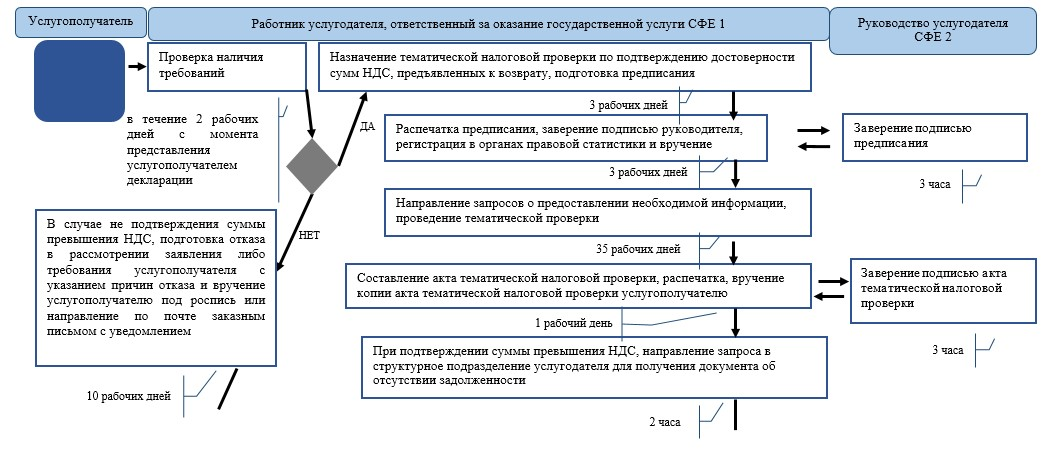 Услугополучатель
Работник услугодателя, ответственный за оказание государственной услуги СФЕ 1
Руководство услугодателя
СФЕ 2
Проверка наличия
требований
Назначение тематической налоговой проверки по подтверждению достоверности
сумм НДС, предъявленных к возврату, подготовка предписания
в течение 2 рабочих
дней с момента
представления
услугополучателем
декларации
ДА
3 рабочих дней
Распечатка предписания, заверение подписью руководителя,
регистрация в органах правовой статистики и вручение
Заверение подписью
предписания
3 рабочих дней
3 часа
Направление запросов о предоставлении необходимой информации,
проведение тематической проверки
НЕТ
В случае не подтверждения суммы
превышения НДС, подготовка отказа
в рассмотрении заявления либо
требования услугополучателя с
указанием причин отказа и вручение
услугополучателю под роспись или
направление по почте заказным
письмом с уведомлением
35 рабочих дней
Составление акта тематической налоговой проверки, распечатка, вручение
копии акта тематической налоговой проверки услугополучателю
Заверение подписью акта
тематической налоговой
проверки
1 рабочий день
3 часа
При подтверждении суммы превышения НДС, направление запроса в
структурное подразделение услугодателя для получения документа об
отсутствии задолженности
10 рабочих дней
2 часа